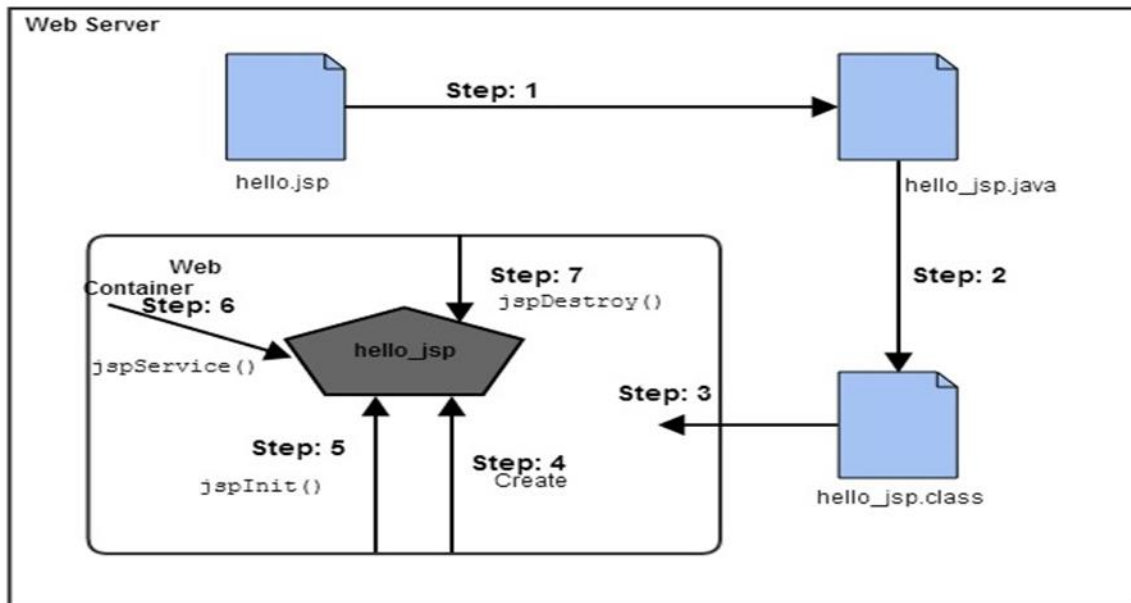 Web Server
Step: 1
hello.jsp
hello_jsp.java
Step: 2
Web
Container
Step: 6
Step: 7
jspDestroy()
hello_jsp
jspService()
Step: 3
Step: 5
jspInit()
Step: 4
Create
hello_jsp.class